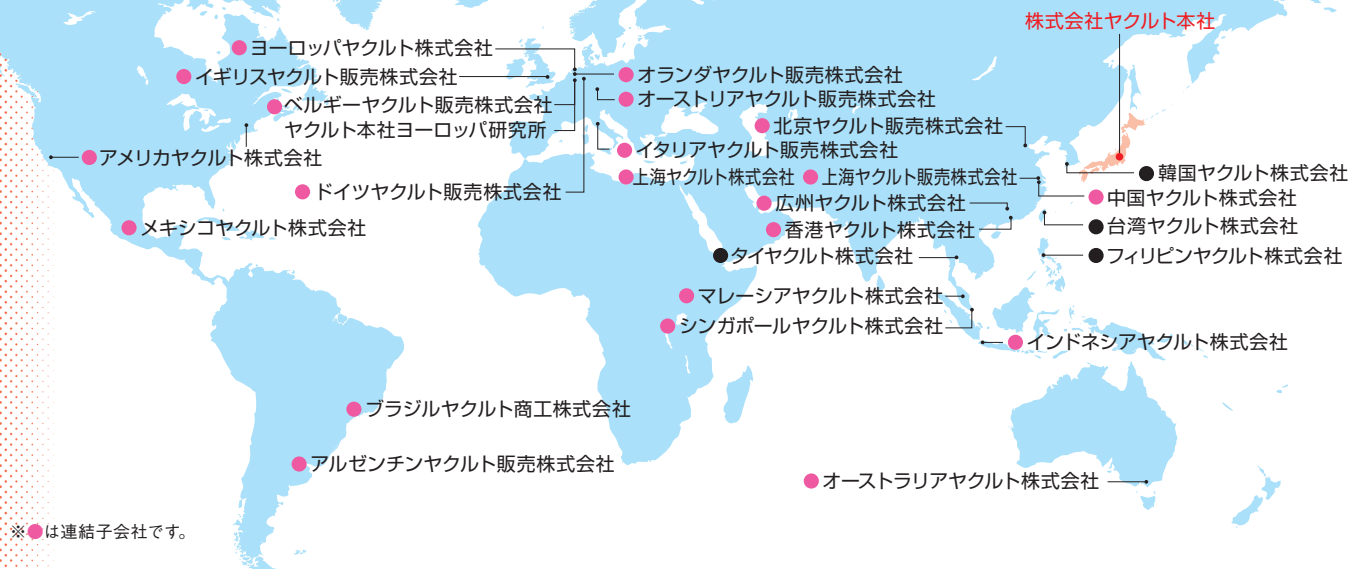 株式会社ヤクルト本社
●ヨーロッパヤクルト株式会社
●イギリスヤクルト販売株式会社
●ベルギーヤクルト販売株式会社
ヤクルト本社ヨーロッパ研究所
●アメリカヤクルト株式会社
●ドイツヤクルト販売株式会社
●メキシコヤクルト株式会社
●オランダヤクルト販売株式会社
●オーストリアヤクルト販売株式会社
●イタリアヤクルト販売株式会社
●北京ヤクルト販売株式会社
●上海ヤクルト株式会社 ●上海ヤクルト販売株式会社
●広州ヤクルト株式会社
●香港ヤクルト株式会社
●タイヤクルト株式会社
●韓国ヤクルト株式会社
●中国ヤクルト株式会社
●台湾ヤクルト株式会社
●フィリピンヤクルト株式会社
●マレーシアヤクルト株式会社
●シンガポールヤクルト株式会社
●インドネシアヤクルト株式会社
●ブラジルヤクルト商工株式会社
●アルゼンチンヤクルト販売株式会社
●オーストラリアヤクルト株式会社
※●は連結子会社です。